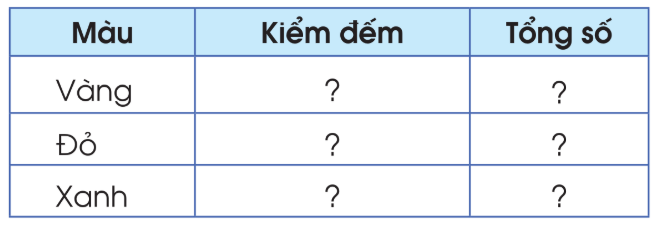 Màu Kiểm đếm Tổng số
Vàng ? ?
Đỏ ? ?
Xanh ? ?